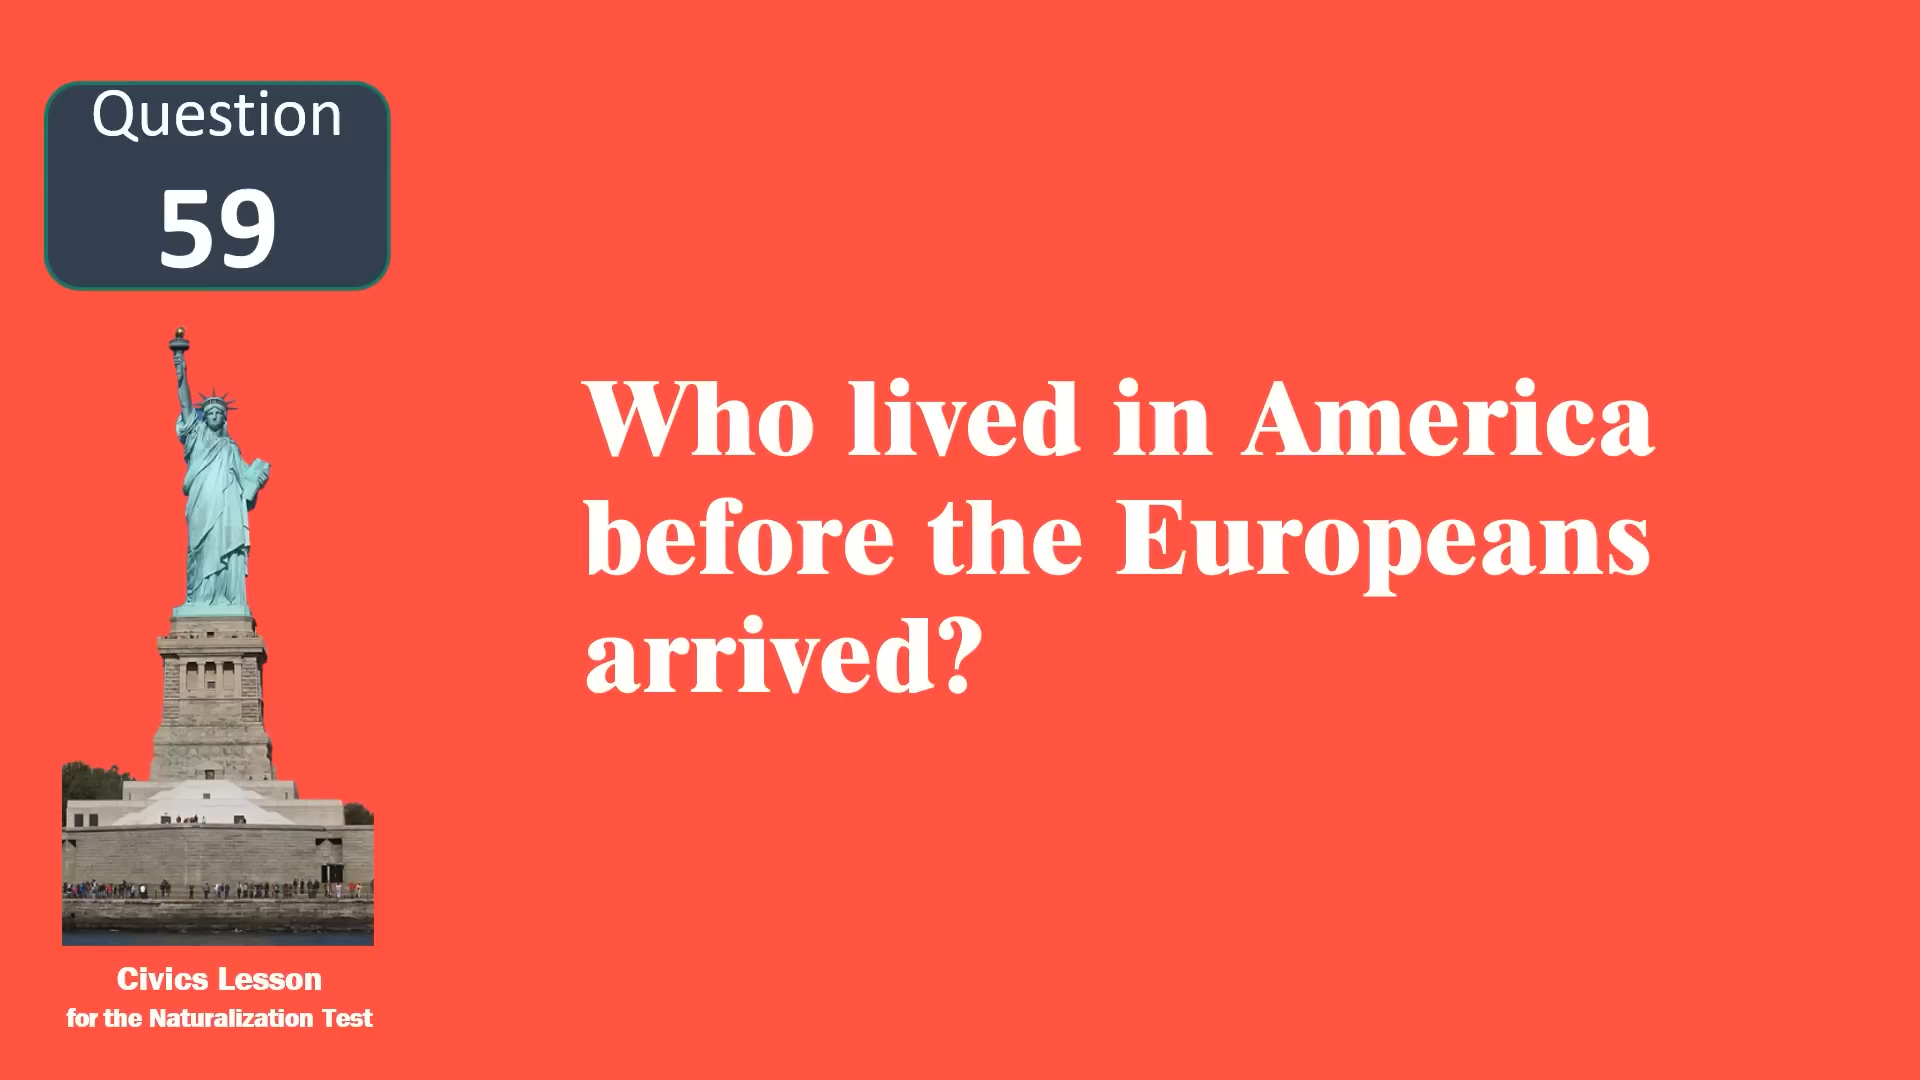 Question
59
Who lived in America
before the Europeans
arrived?
Civics Lesson
for the Naturalization Test